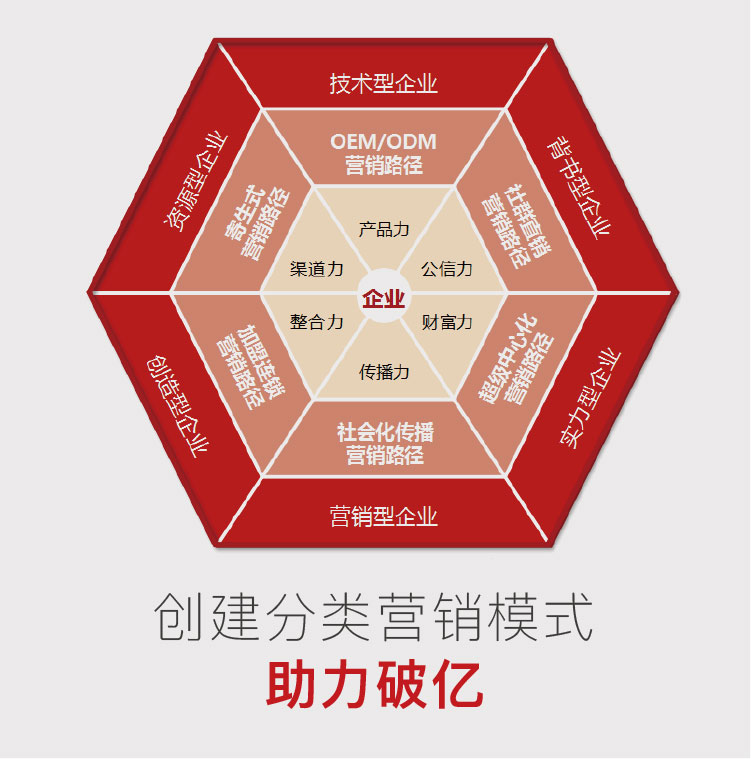 技术型企业
OEM/ODM
营销路径
资源型企业
背书型企业
寄生式
营销路径
社群直销
营销路径
产品力
渠道力
公信力
企业
整合力
财富力
传播力
加盟连锁
营销路径
超级中心化
营销路径
创造型企业
实力型企业
社会化传播
营销路径
营销型企业
创建分类营销模式
助力破亿